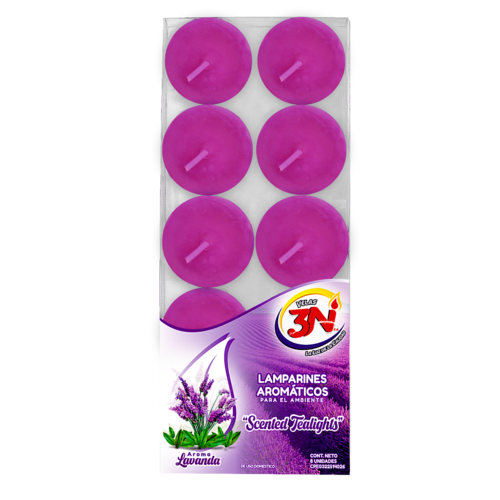 VELAS
3N
LAMPARINES
AROMÁTICOS
PARA EL AMBIENTE
"Scented Tealights"
Aroma
Lavanda
DE USO DOMÉSTICO
CONT. NETO
8 UNIDADES